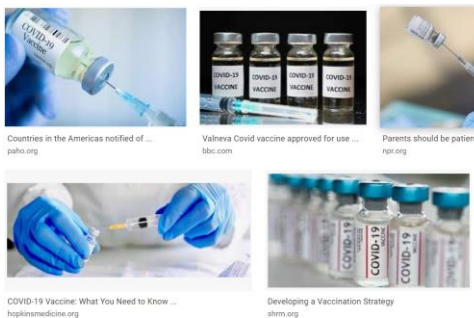 COVID-19
Vaccine
COVID-19
VACCINE
COVID-19
VACCINE
COVID-19
VACCINE
COVID-19
VACCINE
Countries in the Americas notified of ...
paho.org
Valneva Covid vaccine approved for use ...
bbc.com
Parents should be patien
npr.org
COVID-19
VACCINE
COVID-19
COVID-19
COVID-19 Vaccine: What You Need to Know ...
hopkinsmedicine.org
Developing a Vaccination Strategy
shrm.org